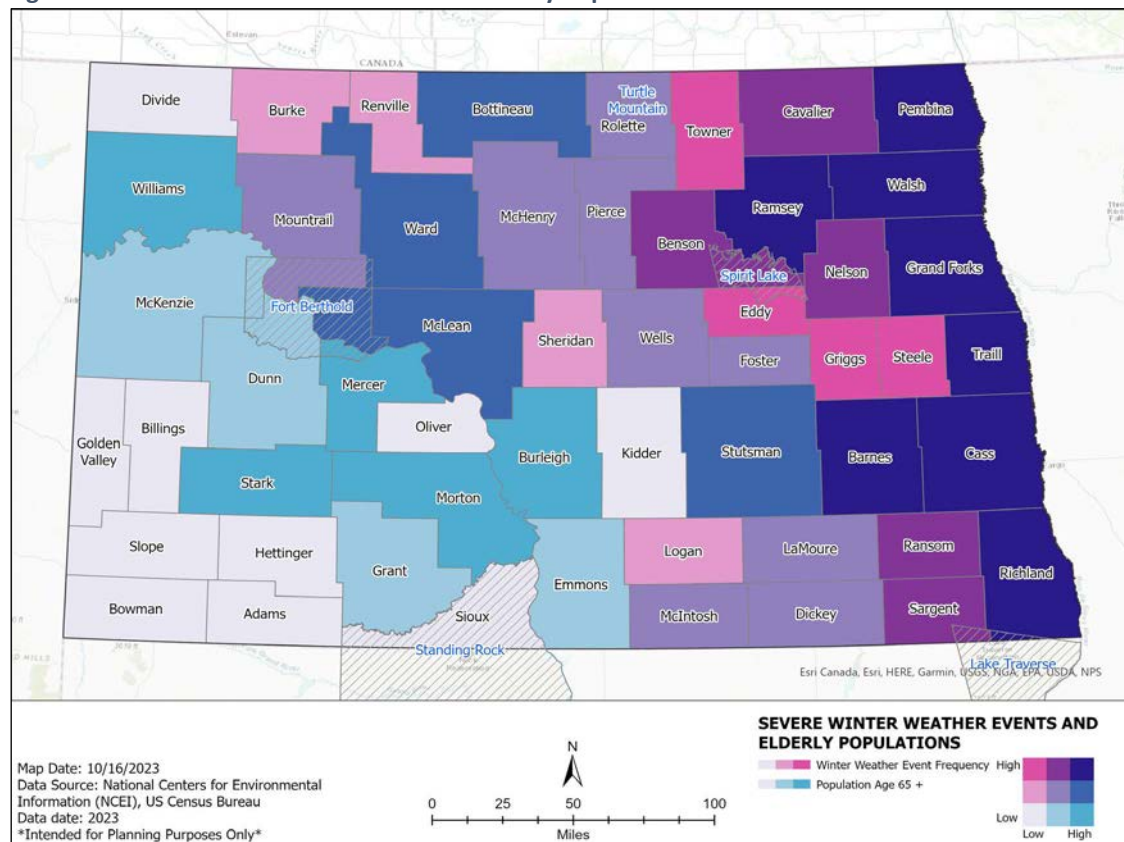 Estevan
CANADA
Divide
Burke
Renville
Bottineau
Turtle
Mountain
Rolette
Towner
Cavalier
Pembina
Williams
Mountrail
Ward
McHenry
Pierce
Benson
Ramsey
Walsh
Spirit Lake
Nelson
Grand Forks
McKenzie
Fort Berthold
McLean
Sheridan
Wells
Eddy
Foster
Griggs
Steele
Traill
Dunn
Mercer
Golden
Valley
Billings
Oliver
Burleigh
Kidder
Stutsman
Barnes
Cass
Stark
Morton
Slope
Hettinger
Grant
Emmons
Logan
LaMoure
Ransom
Richland
Bowman
Adams
Sioux
McIntosh
Dickey
Sargent
Standing Rock
Lake Traverse
Esri Canada, Esri, HERE, Garmin, USGS, NGA, EPA, USDA, NPS
Map Date: 10/16/2023
Data Source: National Centers for Environmental
Information (NCEI), US Census Bureau
Data date: 2023
*Intended for Planning Purposes Only*
N
0 25 50 100
Miles
SEVERE WINTER WEATHER EVENTS AND
ELDERLY POPULATIONS
Winter Weather Event Frequency High
Population Age 65 +
Low
Low High